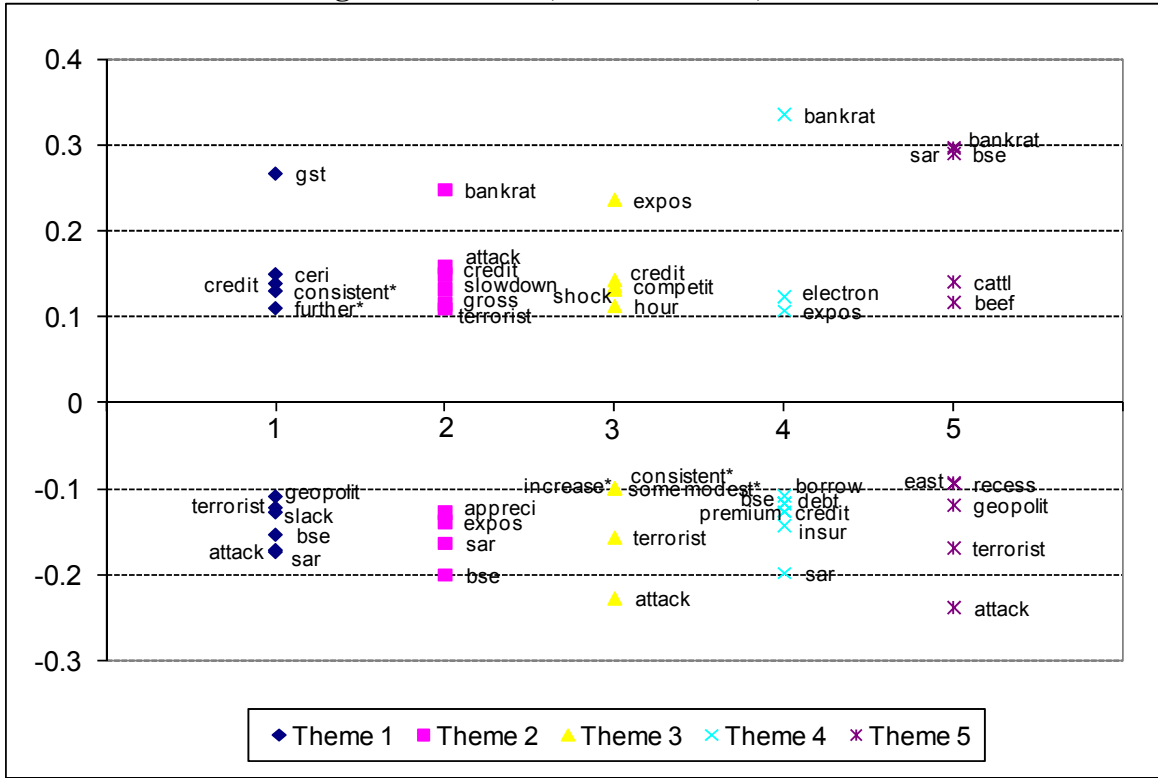 0.4
bankrat
0.3
bankrat
sar bse
gst
bankrat
expos
0.2
attack
ceri
credit
credit
credit
slowdown
competit
cattl
consistent*
shock
electron
gross
beef
further*
hour
expos
terrorist
0.1
0
1 2 3 4 5
consistent*
borrow
east recess
increase* somemodest*
-0.1
geopolit
bse debt
terrorist
appreci
geopolit
slack
expos
premium credit
bse
insur
sar
terrorist
terrorist
attack
sar
-0.2
bse
sar
attack
attack
-0.3
Theme 1 Theme 2 Theme 3 Theme 4 Theme 5